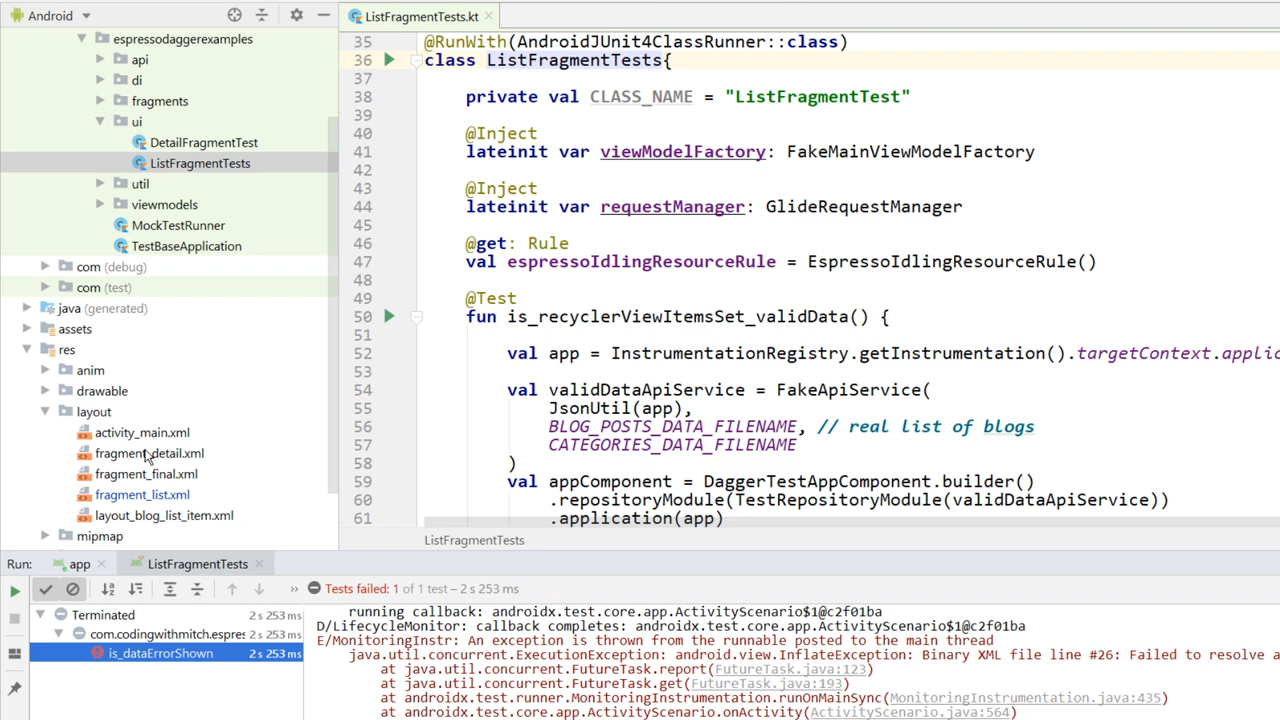 Android
espressodaggerexamples
api
di
fragments
ui
DetailFragmentTest
ListFragmentTests
util
viewmodels
MockTestRunner
TestBaseApplication
com (debug)
com (test)
java (generated)
assets
res
anim
drawable
layout
activity_main.xml
fragment_detail.xml
fragment_final.xml
fragment_list.xml
layout_blog_list_item.xml
mipmap
ListFragmentTests.kt
35 @RunWith(AndroidJUnit4ClassRunner::class)
36 class ListFragmentTests{
37
38 private val CLASS_NAME = "ListFragmentTest"
39
40 @Inject
41 lateinit var viewModelFactory: FakeMainViewModelFactory
42
43 @Inject
44 lateinit var requestManager: GlideRequestManager
45
46 @get: Rule
47 val espressoIdlingResourceRule = EspressoIdlingResourceRule()
48
49 @Test
50 fun is_recyclerViewItemsSet_validData() {
51
52 val app = InstrumentationRegistry.getInstrumentation().targetContext.applic
53
54 val validDataApiService = FakeApiService(
55 JsonUtil(app),
56 BLOG_POSTS_DATA_FILENAME, // real list of blogs
57 CATEGORIES_DATA_FILENAME
58 )
59 val appComponent = DaggerTestAppComponent.builder()
60 .repositoryModule(TestRepositoryModule(validDataApiService))
61 .application(app)
ListFragmentTests
Run: app ListFragmentTests
Tests failed: 1 of 1 test – 2 s 253 ms
Terminated 2 s 253 ms
com.codingwithmitch.espres 2 s 253 ms
is_dataErrorShown 2 s 253 ms
running callback: androidx.test.core.app.ActivityScenario$1@c2f01ba
D/LifecycleMonitor: callback completes: androidx.test.core.app.ActivityScenario$1@c2f01ba
E/MonitoringInstr: An exception is thrown from the runnable posted to the main thread
java.util.concurrent.ExecutionException: android.view.InflateException: Binary XML file line #26: Failed to resolve a
at java.util.concurrent.FutureTask.report(FutureTask.java:123)
at java.util.concurrent.FutureTask.get(FutureTask.java:193)
at androidx.test.runner.MonitoringInstrumentation.runOnMainSync(MonitoringInstrumentation.java:435)
at androidx.test.core.app.ActivityScenario.onActivity(ActivityScenario.java:564)